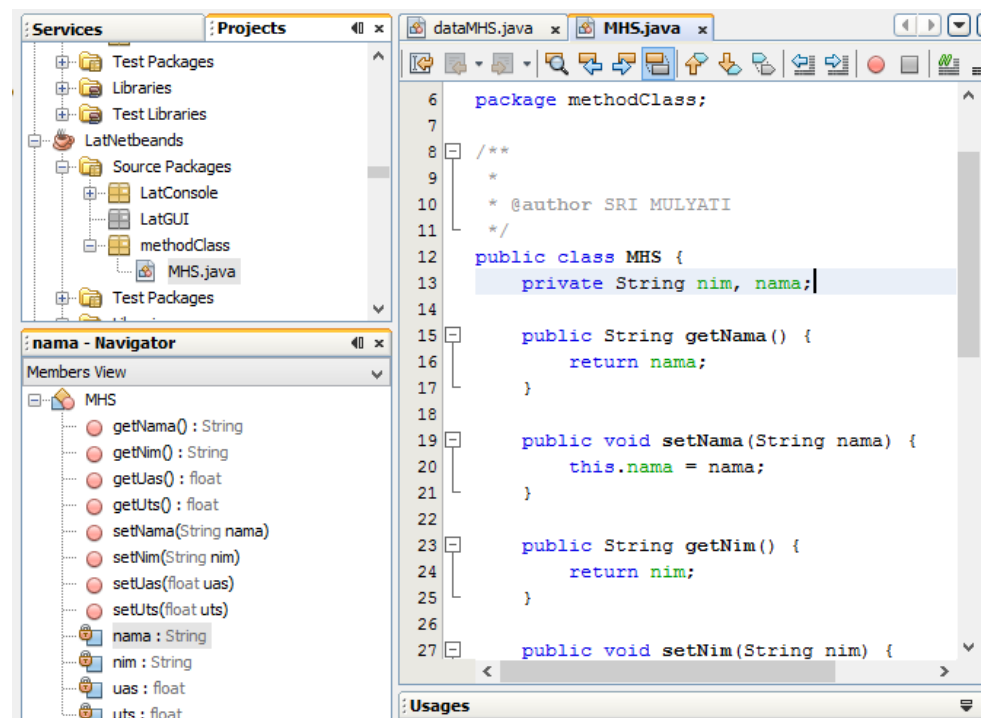 Services
Projects
Test Packages
Libraries
Test Libraries
LatNetbeands
Source Packages
LatConsole
LatGUI
methodClass
MHS.java
Test Packages
nama - Navigator
Members View
MHS
getNama() : String
getNim() : String
getUas() : float
getUts() : float
setNama(String nama)
setNim(String nim)
setUas(float uas)
setUts(float uts)
nama : String
nim : String
uas : float
uts : float
dataMHS.java
MHS.java
6 package methodClass;
7
8 /**
9 *
10 * @author SRI MULYATI
11 */
12 public class MHS {
13 private String nim, nama;
14
15 public String getNama() {
16 return nama;
17 }
18
19 public void setNama(String nama) {
20 this.nama = nama;
21 }
22
23 public String getNim() {
24 return nim;
25 }
26
27 public void setNim(String nim) {
Usages